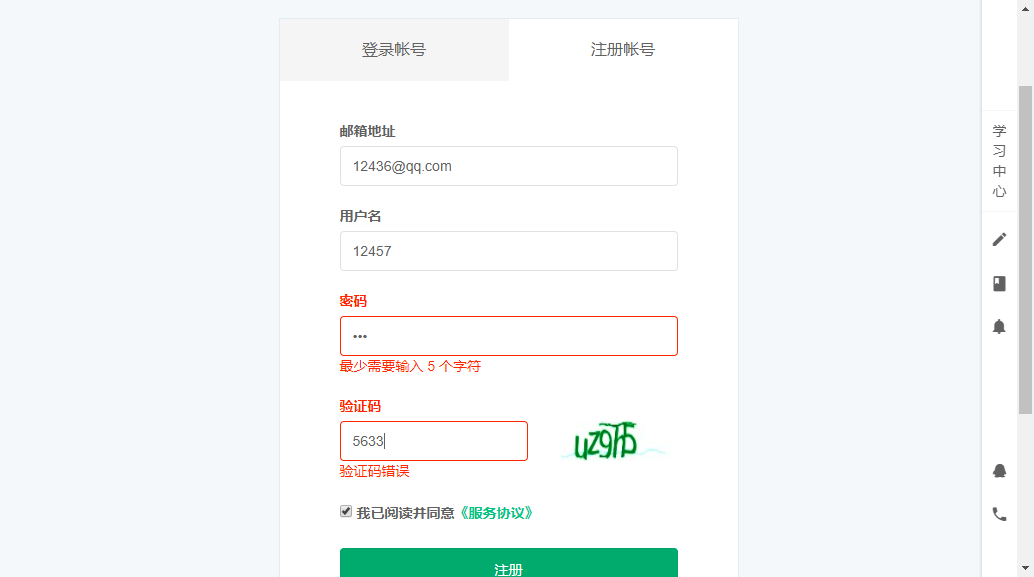 登录帐号 注册帐号
邮箱地址
12436@qq.com
用户名
12457
密码
•••
最少需要输入 5 个字符
验证码
5633
验证码错误
我已阅读并同意《服务协议》
注册
学
习
中
心